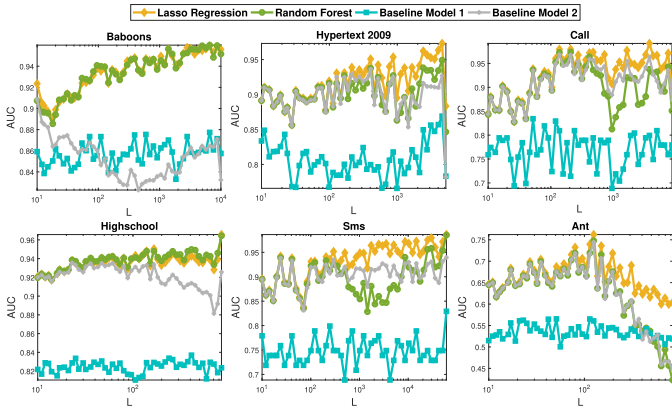 Lasso Regression Random Forest Baseline Model 1 Baseline Model 2
Baboons Hypertext 2009 Call
AUC
0.94
0.92
0.9
0.88
0.86
0.84
10^1 10^2 10^3 10^4
L
AUC
0.95
0.9
0.85
0.8
10^1 10^2 10^3
L
AUC
0.95
0.9
0.85
0.8
0.75
0.7
10^1 10^2 10^3
L
Highschool Sms Ant
AUC
0.96
0.94
0.92
0.9
0.88
0.86
0.84
0.82
10^1 10^2
L
AUC
0.95
0.9
0.85
0.8
0.75
0.7
10^1 10^2 10^3 10^4
L
AUC
0.75
0.7
0.65
0.6
0.55
0.5
0.45
10^1 10^2
L